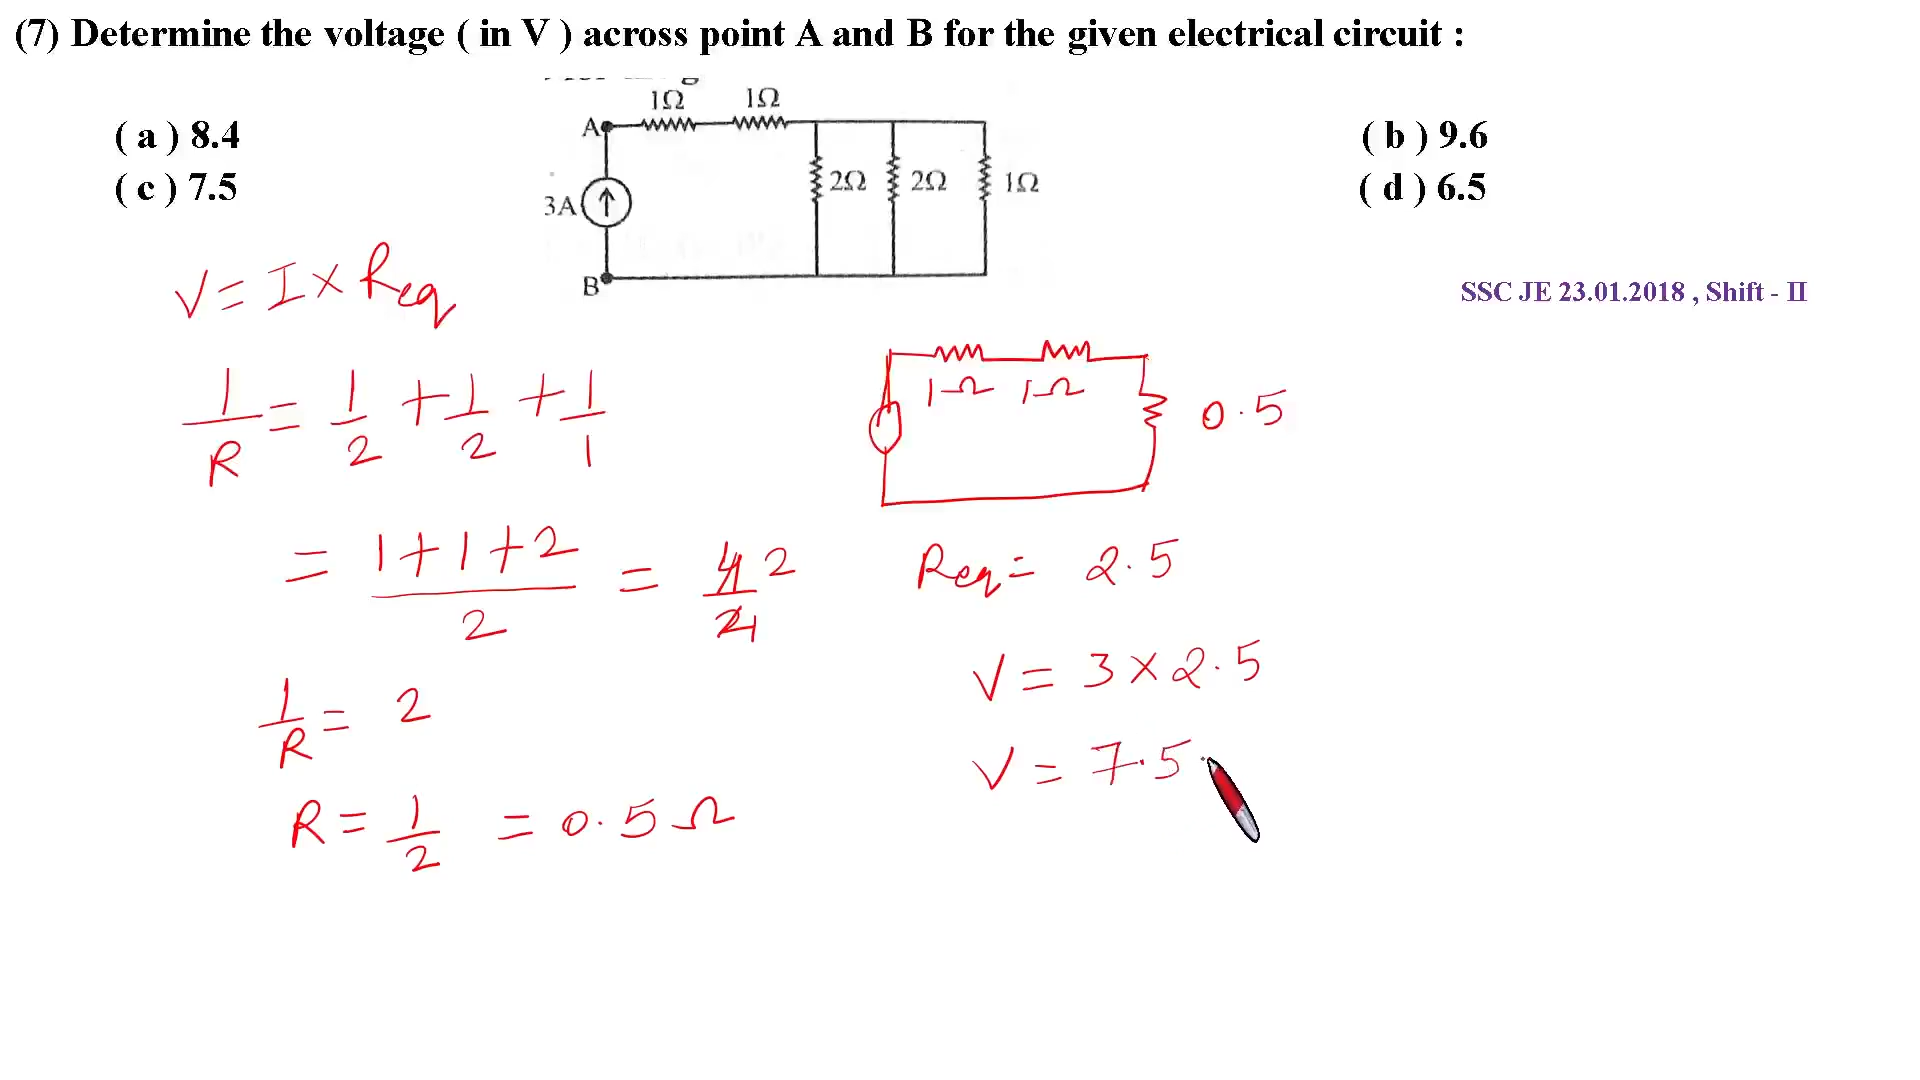 (7) Determine the voltage ( in V ) across point A and B for the given electrical circuit :
( a ) 8.4
( b ) 9.6
( c ) 7.5
( d ) 6.5
1Ω 1Ω
A
2Ω 2Ω 1Ω
3A
B
SSC JE 23.01.2018 , Shift - II
V = I × Req
1/R = 1/2 + 1/2 + 1/1
= (1+1+2)/2 = 4/2 2/1
1/R = 2
R = 1/2 = 0.5 Ω
1Ω 1Ω
0.5
Req = 2.5
V = 3 × 2.5
V = 7.5